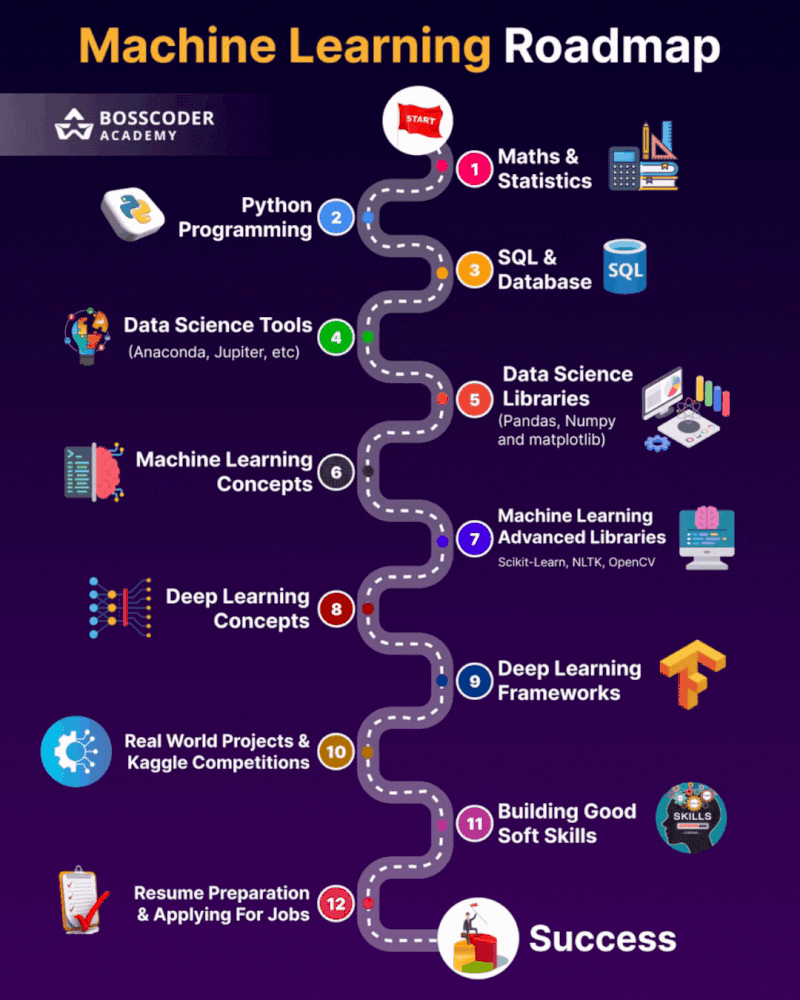 Machine Learning Roadmap
BOSSCODER
ACADEMY
START
1
Maths &
Statistics
2
Python
Programming
3
SQL &
Database
SQL
4
Data Science Tools
(Anaconda, Jupiter, etc)
5
Data Science
Libraries
(Pandas, Numpy
and matplotlib)
6
Machine Learning
Concepts
7
Machine Learning
Advanced Libraries
Scikit-Learn, NLTK, OpenCV
8
Deep Learning
Concepts
9
Deep Learning
Frameworks
10
Real World Projects &
Kaggle Competitions
11
Building Good
Soft Skills
SKILLS
12
Resume Preparation
& Applying For Jobs
Success